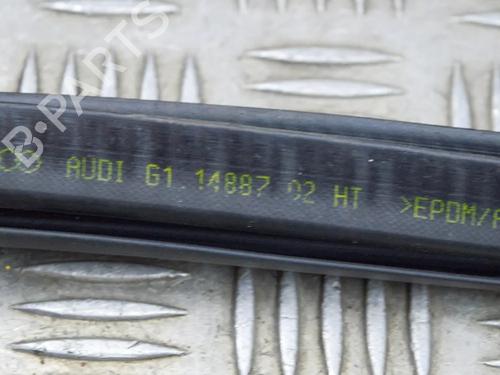 B-PARTS
AUDI G1.14887 02 HT >EPDM/